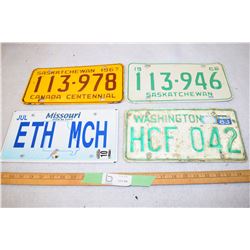 SASKATCHEWAN 1967
113·978
CANADA CENTENNIAL
19 68
113·946
SASKATCHEWAN
JUL Missouri
ETH MCH
WASHINGTON
HCF 042